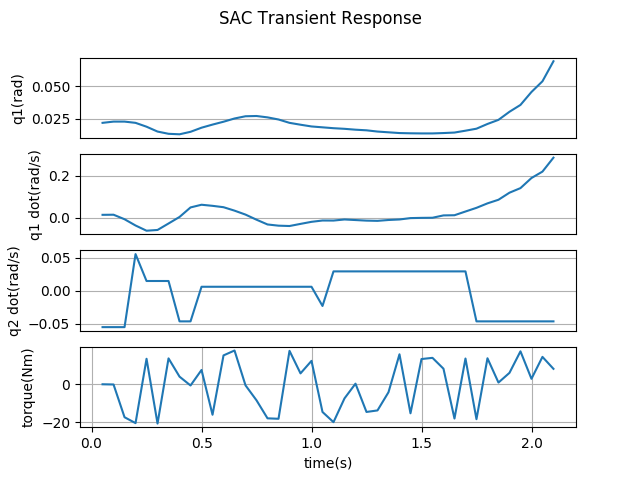 SAC Transient Response
q1(rad)
0.050
0.025
q1 dot(rad/s)
0.2
0.0
q2 dot(rad/s)
0.05
0.00
−0.05
torque(Nm)
0
−20
0.0 0.5 1.0 1.5 2.0
time(s)